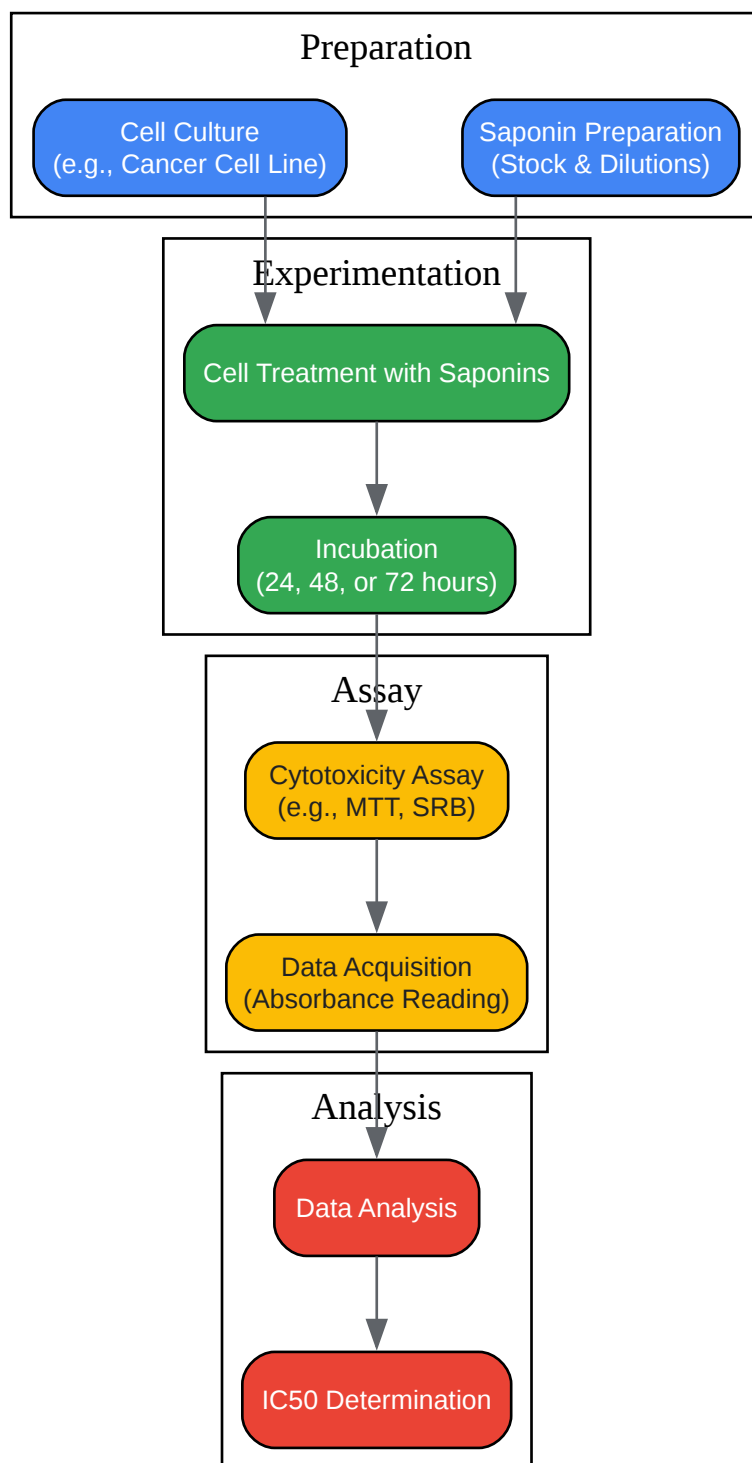 Preparation
Cell Culture
(e.g., Cancer Cell Line)
Saponin Preparation
(Stock & Dilutions)
Experimentation
Cell Treatment with Saponins
Incubation
(24, 48, or 72 hours)
Assay
Cytotoxicity Assay
(e.g., MTT, SRB)
Data Acquisition
(Absorbance Reading)
Analysis
Data Analysis
IC50 Determination